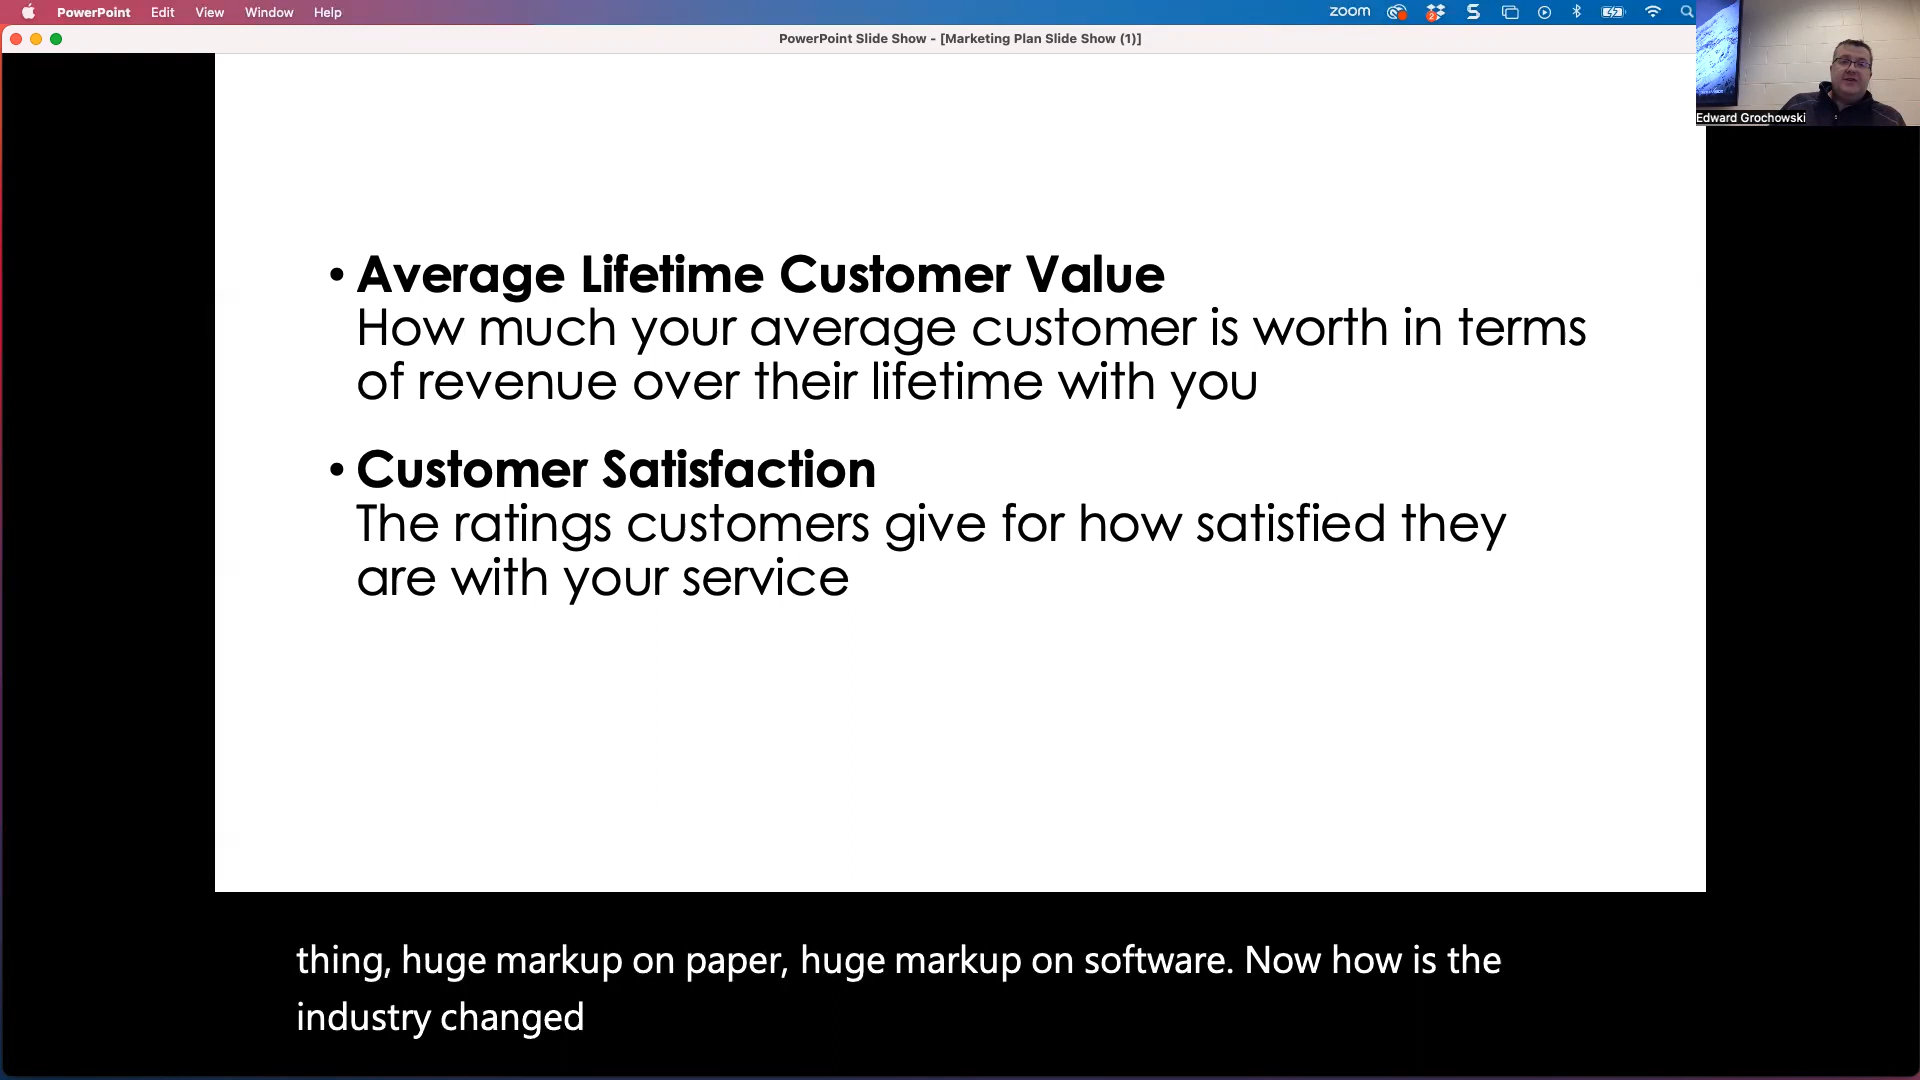 PowerPoint Edit View Window Help zoom
PowerPoint Slide Show - [Marketing Plan Slide Show (1)]
Edward Grochowski
• Average Lifetime Customer Value
How much your average customer is worth in terms
of revenue over their lifetime with you
• Customer Satisfaction
The ratings customers give for how satisfied they
are with your service
thing, huge markup on paper, huge markup on software. Now how is the
industry changed